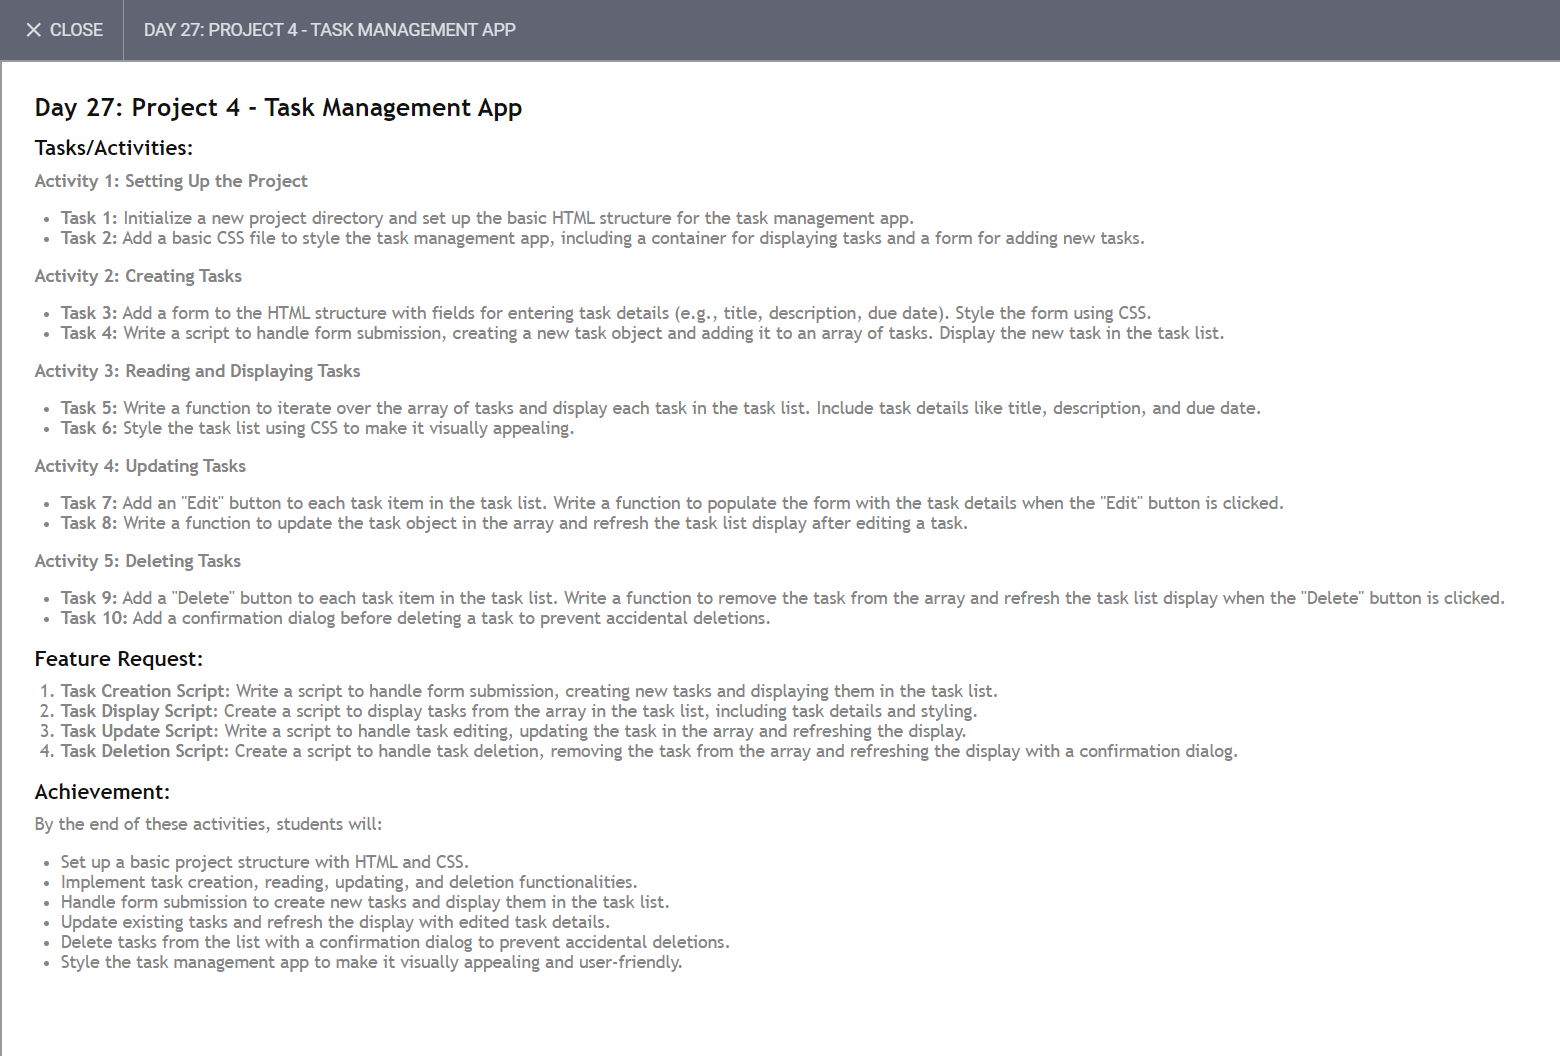 CLOSE
DAY 27: PROJECT 4 - TASK MANAGEMENT APP
Day 27: Project 4 - Task Management App
Tasks/Activities:
Activity 1: Setting Up the Project
• Task 1: Initialize a new project directory and set up the basic HTML structure for the task management app.
• Task 2: Add a basic CSS file to style the task management app, including a container for displaying tasks and a form for adding new tasks.
Activity 2: Creating Tasks
• Task 3: Add a form to the HTML structure with fields for entering task details (e.g., title, description, due date). Style the form using CSS.
• Task 4: Write a script to handle form submission, creating a new task object and adding it to an array of tasks. Display the new task in the task list.
Activity 3: Reading and Displaying Tasks
• Task 5: Write a function to iterate over the array of tasks and display each task in the task list. Include task details like title, description, and due date.
• Task 6: Style the task list using CSS to make it visually appealing.
Activity 4: Updating Tasks
• Task 7: Add an "Edit" button to each task item in the task list. Write a function to populate the form with the task details when the "Edit" button is clicked.
• Task 8: Write a function to update the task object in the array and refresh the task list display after editing a task.
Activity 5: Deleting Tasks
• Task 9: Add a "Delete" button to each task item in the task list. Write a function to remove the task from the array and refresh the task list display when the "Delete" button is clicked.
• Task 10: Add a confirmation dialog before deleting a task to prevent accidental deletions.
Feature Request:
1. Task Creation Script: Write a script to handle form submission, creating new tasks and displaying them in the task list.
2. Task Display Script: Create a script to display tasks from the array in the task list, including task details and styling.
3. Task Update Script: Write a script to handle task editing, updating the task in the array and refreshing the display.
4. Task Deletion Script: Create a script to handle task deletion, removing the task from the array and refreshing the display with a confirmation dialog.
Achievement:
By the end of these activities, students will:
• Set up a basic project structure with HTML and CSS.
• Implement task creation, reading, updating, and deletion functionalities.
• Handle form submission to create new tasks and display them in the task list.
• Update existing tasks and refresh the display with edited task details.
• Delete tasks from the list with a confirmation dialog to prevent accidental deletions.
• Style the task management app to make it visually appealing and user-friendly.